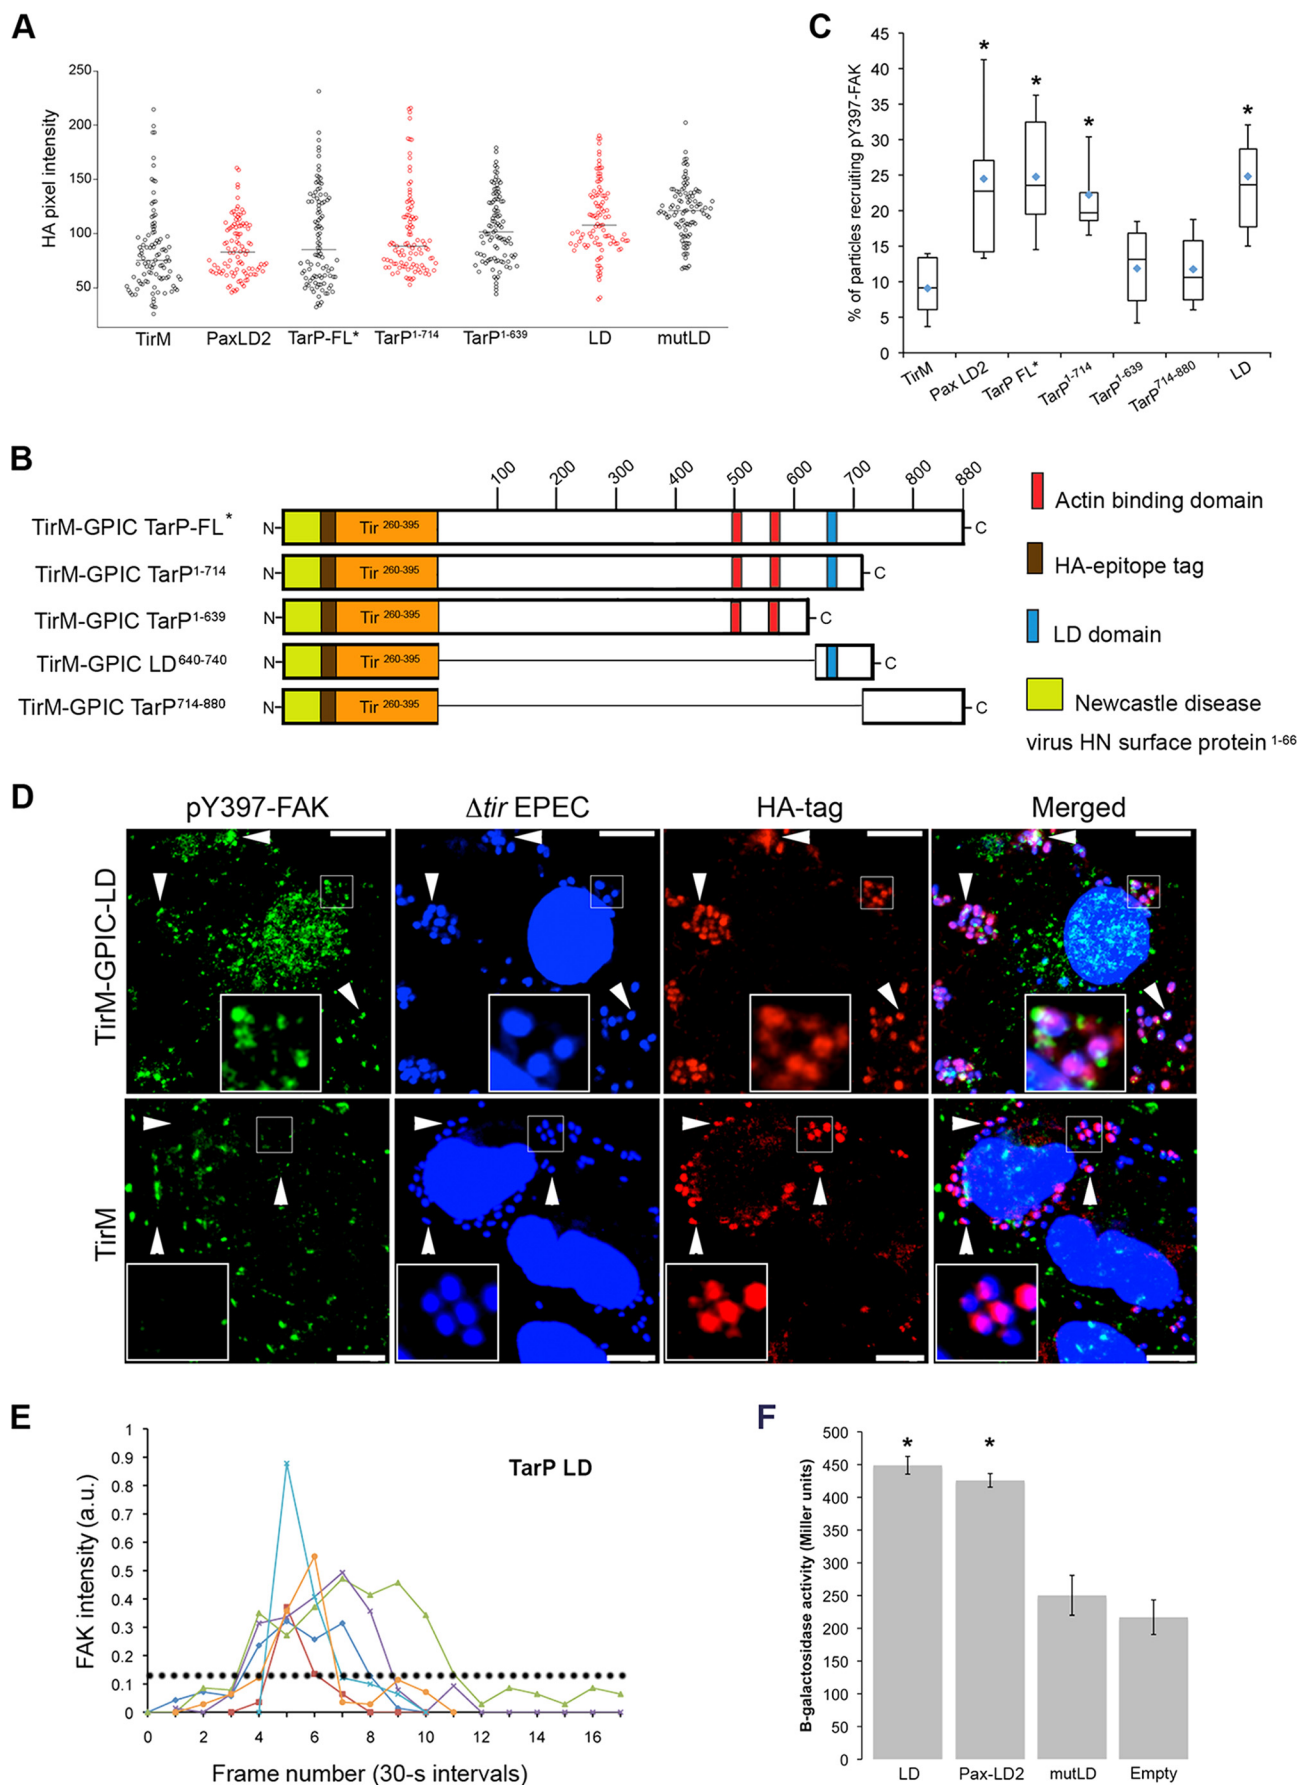 A
HA pixel intensity
250
200
150
100
50
TirM PaxLD2 TarP-FL* TarP1-714 TarP1-639 LD mutLD
C
% of particles recruiting pY397-FAK
45
40
35
30
25
20
15
10
5
0
* * * *
TirM Pax LD2 TarP FL* TarP1-714 TarP1-639 TarP714-880 LD
B
100 200 300 400 500 600 700 800 880
TirM-GPIC TarP-FL* N- Tir 260-395 -C
TirM-GPIC TarP1-714 N- Tir 260-395 -C
TirM-GPIC TarP1-639 N- Tir 260-395 -C
TirM-GPIC LD640-740 N- Tir 260-395 -C
TirM-GPIC TarP714-880 N- Tir 260-395 -C
Actin binding domain
HA-epitope tag
LD domain
Newcastle disease
virus HN surface protein 1-66
D
pY397-FAK Δtir EPEC HA-tag Merged
TirM-GPIC-LD
TirM
E
FAK intensity (a.u.)
1
0.9
0.8
0.7
0.6
0.5
0.4
0.3
0.2
0.1
0
TarP LD
0 2 4 6 8 10 12 14 16
Frame number (30-s intervals)
F
B-galactosidase activity (Miller units)
500
450
400
350
300
250
200
150
100
50
0
* *
LD Pax-LD2 mutLD Empty